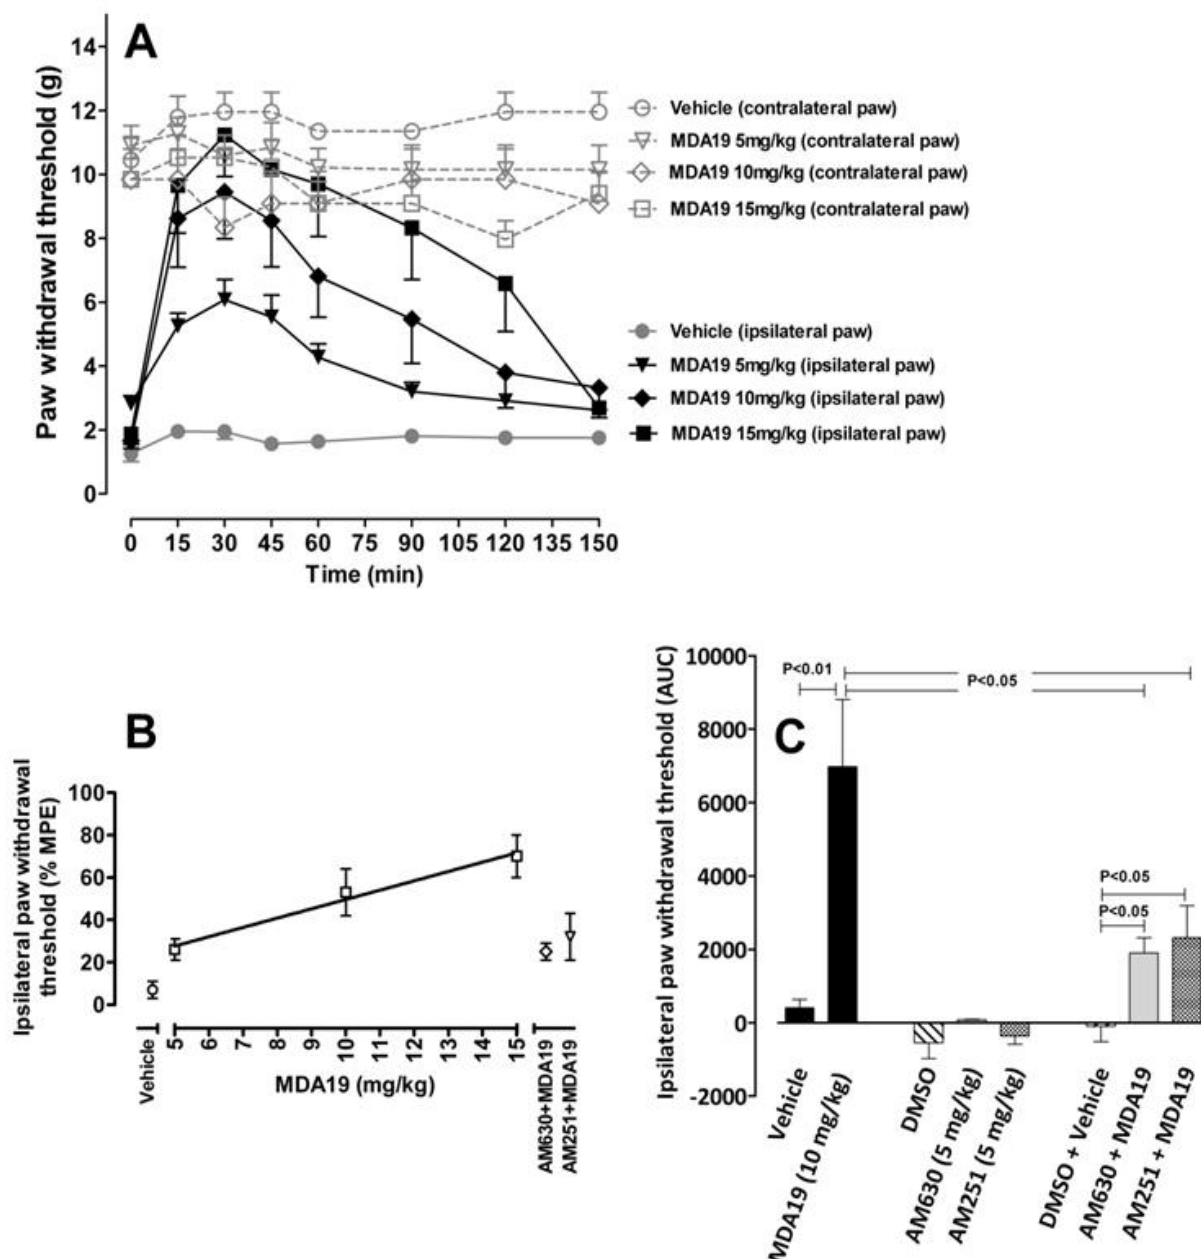 A
Paw withdrawal threshold (g)
14
12
10
8
6
4
2
0
0 15 30 45 60 75 90 105 120 135 150
Time (min)
Vehicle (contralateral paw)
MDA19 5mg/kg (contralateral paw)
MDA19 10mg/kg (contralateral paw)
MDA19 15mg/kg (contralateral paw)
Vehicle (ipsilateral paw)
MDA19 5mg/kg (ipsilateral paw)
MDA19 10mg/kg (ipsilateral paw)
MDA19 15mg/kg (ipsilateral paw)
B
Ipsilateral paw withdrawal
threshold (% MPE)
100
80
60
40
20
0
Vehicle
5 6 7 8 9 10 11 12 13 14 15
MDA19 (mg/kg)
AM630+MDA19
AM251+MDA19
C
Ipsilateral paw withdrawal threshold (AUC)
10000
8000
6000
4000
2000
0
-2000
P<0.01
P<0.05
P<0.05
P<0.05
Vehicle
MDA19 (10 mg/kg)
DMSO
AM630 (5 mg/kg)
AM251 (5 mg/kg)
DMSO + Vehicle
AM630 + MDA19
AM251 + MDA19